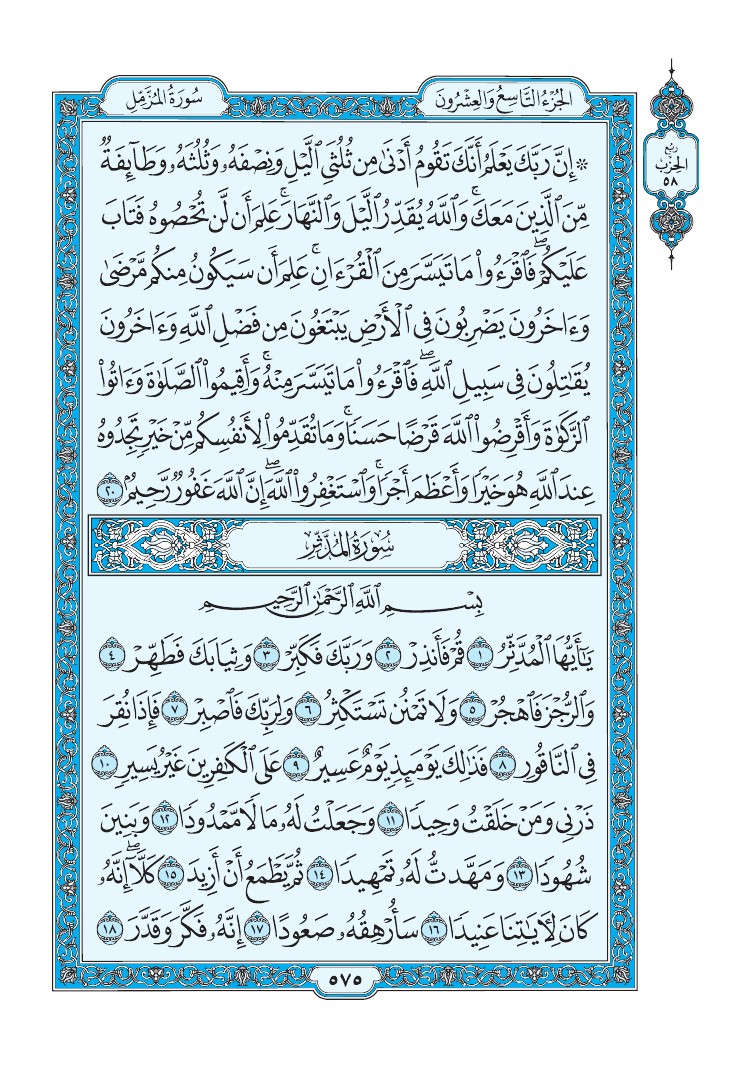 الجُزْءُ التَّاسِعُ وَالعِشْرُونَ
سُورَةُ المُزَّمِّلِ
رُبْع
الحِزْب
٥٨
۞ إِنَّ رَبَّكَ يَعْلَمُ أَنَّكَ تَقُومُ أَدْنَىٰ مِن ثُلُثَىِ ٱلَّيْلِ وَنِصْفَهُۥ وَثُلُثَهُۥ وَطَآئِفَةٌ
مِّنَ ٱلَّذِينَ مَعَكَۚ وَٱللَّهُ يُقَدِّرُ ٱلَّيْلَ وَٱلنَّهَارَۚ عَلِمَ أَن لَّن تُحْصُوهُ فَتَابَ
عَلَيْكُمْۖ فَٱقْرَءُوا۟ مَا تَيَسَّرَ مِنَ ٱلْقُرْءَانِۚ عَلِمَ أَن سَيَكُونُ مِنكُم مَّرْضَىٰ
وَءَاخَرُونَ يَضْرِبُونَ فِى ٱلْأَرْضِ يَبْتَغُونَ مِن فَضْلِ ٱللَّهِ وَءَاخَرُونَ
يُقَٰتِلُونَ فِى سَبِيلِ ٱللَّهِۖ فَٱقْرَءُوا۟ مَا تَيَسَّرَ مِنْهُۚ وَأَقِيمُوا۟ ٱلصَّلَوٰةَ وَءَاتُوا۟
ٱلزَّكَوٰةَ وَأَقْرِضُوا۟ ٱللَّهَ قَرْضًا حَسَنًاۚ وَمَا تُقَدِّمُوا۟ لِأَنفُسِكُم مِّنْ خَيْرٍ تَجِدُوهُ
عِندَ ٱللَّهِ هُوَ خَيْرًا وَأَعْظَمَ أَجْرًاۚ وَٱسْتَغْفِرُوا۟ ٱللَّهَۖ إِنَّ ٱللَّهَ غَفُورٌ رَّحِيمٌۢ ٢٠
سُورَةُ المُدَّثِّرِ
بِسْمِ ٱللَّهِ ٱلرَّحْمَٰنِ ٱلرَّحِيمِ
يَٰٓأَيُّهَا ٱلْمُدَّثِّرُ ١ قُمْ فَأَنذِرْ ٢ وَرَبَّكَ فَكَبِّرْ ٣ وَثِيَابَكَ فَطَهِّرْ ٤
وَٱلرُّجْزَ فَٱهْجُرْ ٥ وَلَا تَمْنُن تَسْتَكْثِرُ ٦ وَلِرَبِّكَ فَٱصْبِرْ ٧ فَإِذَا نُقِرَ
فِى ٱلنَّاقُورِ ٨ فَذَٰلِكَ يَوْمَئِذٍ يَوْمٌ عَسِيرٌ ٩ عَلَى ٱلْكَٰفِرِينَ غَيْرُ يَسِيرٍ ١٠
ذَرْنِى وَمَنْ خَلَقْتُ وَحِيدًا ١١ وَجَعَلْتُ لَهُۥ مَالًا مَّمْدُودًا ١٢ وَبَنِينَ
شُهُودًا ١٣ وَمَهَّدتُّ لَهُۥ تَمْهِيدًا ١٤ ثُمَّ يَطْمَعُ أَنْ أَزِيدَ ١٥ كَلَّآۖ إِنَّهُۥ
كَانَ لِـَٔايَٰتِنَا عَنِيدًا ١٦ سَأُرْهِقُهُۥ صَعُودًا ١٧ إِنَّهُۥ فَكَّرَ وَقَدَّرَ ١٨
٥٧٥